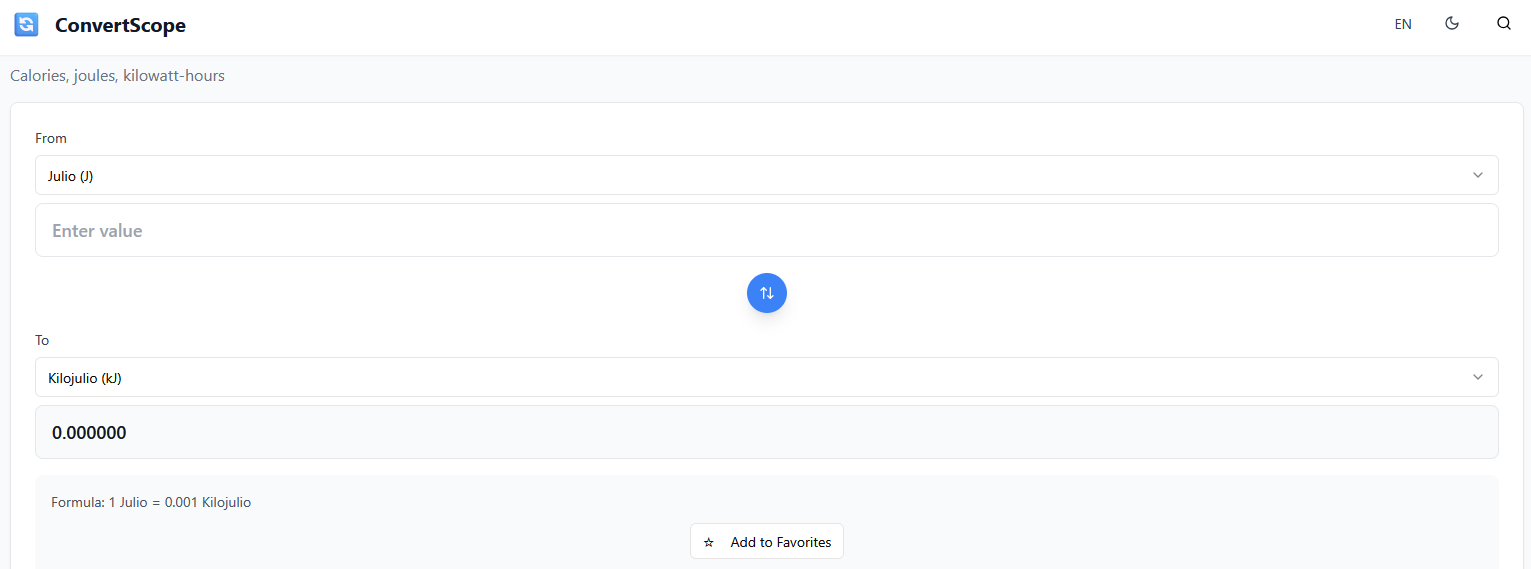 ConvertScope
EN
Calories, joules, kilowatt-hours
From
Julio (J)
Enter value
To
Kilojulio (kJ)
0.000000
Formula: 1 Julio = 0.001 Kilojulio
☆ Add to Favorites